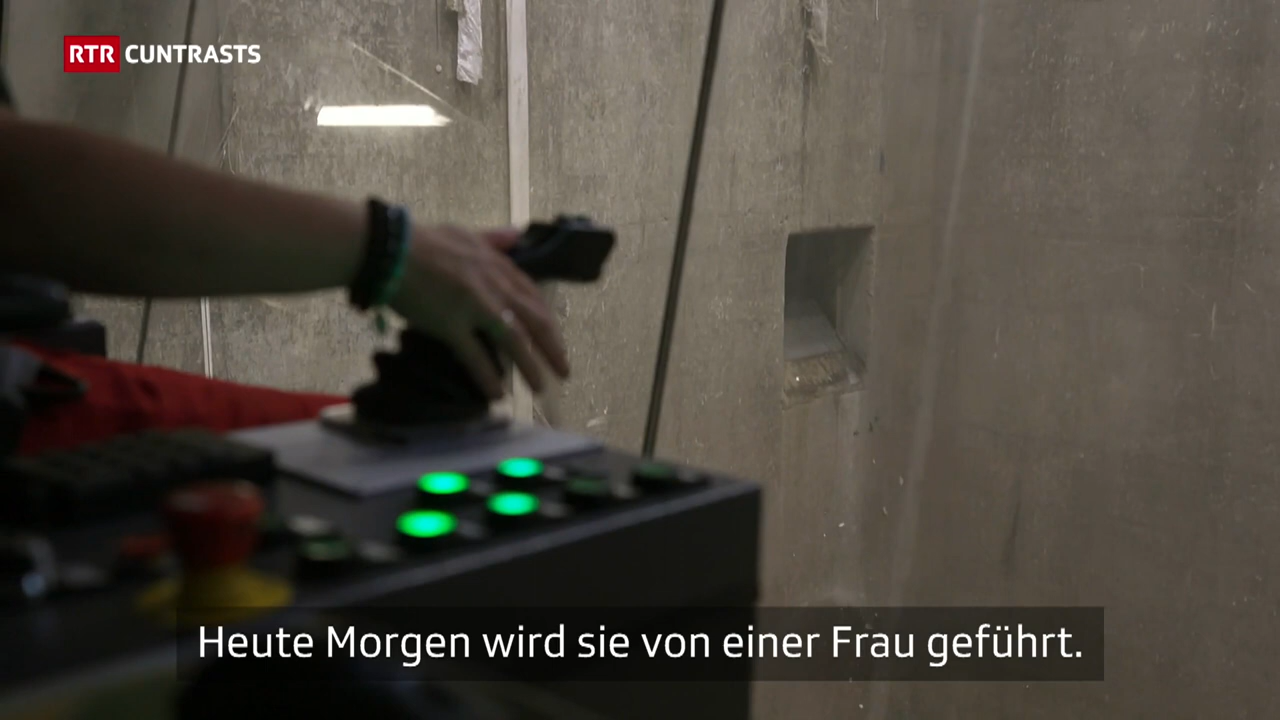 RTR CUNTRASTS
Heute Morgen wird sie von einer Frau geführt.